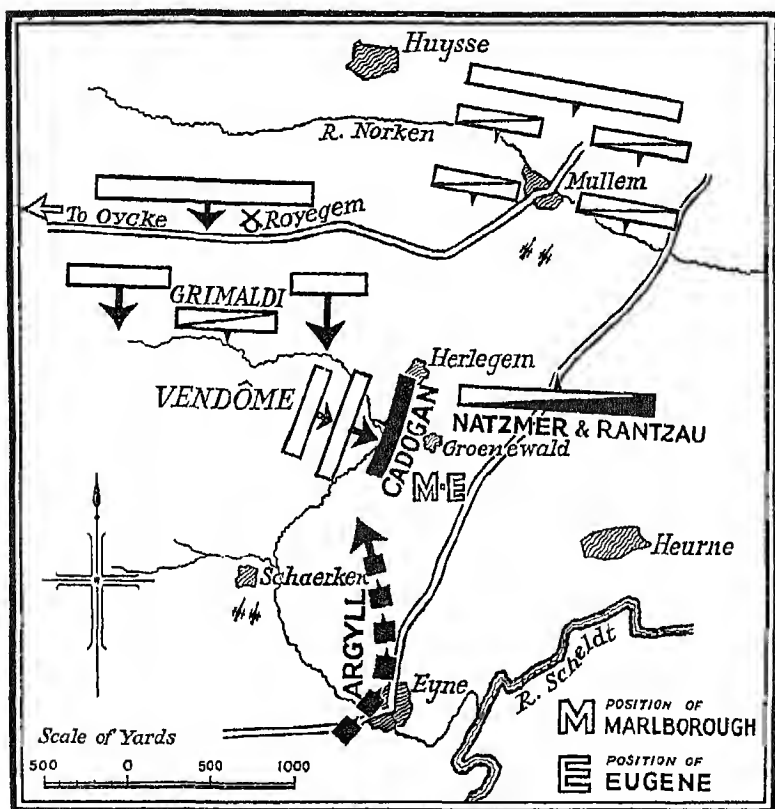 Huysse
R. Norken
Mullem
To Oycke
Royegem
GRIMALDI
Herlegem
VENDÔME
CADOGAN
NATZMER & RANTZAU
Groenewald
M·E
Heurne
Schaerken
ARGYLL
Eyne
R. Scheldt
M POSITION OF
MARLBOROUGH
E POSITION OF
EUGENE
Scale of Yards
500 0 500 1000